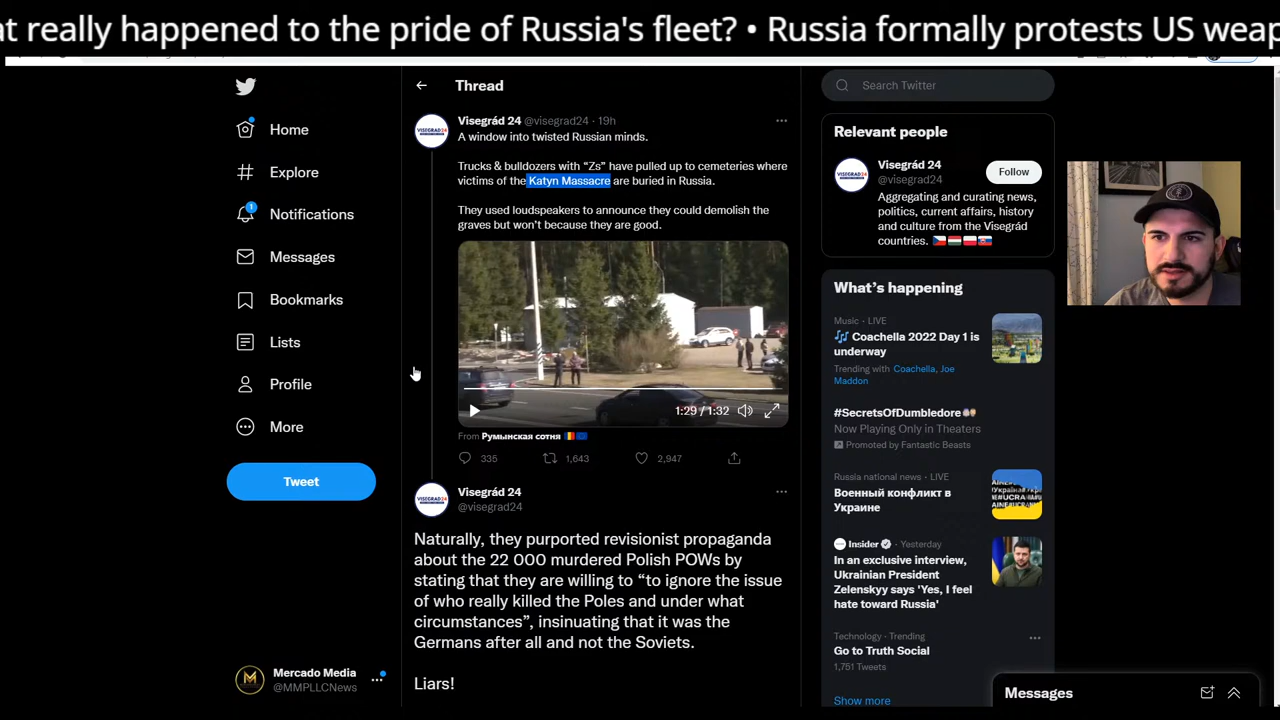 at really happened to the pride of Russia's fleet? • Russia formally protests US weap
Home
Explore
1
Notifications
Messages
Bookmarks
Lists
Profile
More
Tweet
Mercado Media
@MMPLLCNews
Thread
Visegrád 24 @visegrad24 · 19h
A window into twisted Russian minds.
Trucks & bulldozers with “Zs” have pulled up to cemeteries where
victims of the Katyn Massacre are buried in Russia.
They used loudspeakers to announce they could demolish the
graves but won’t because they are good.
1:29 / 1:32
From Румынская сотня
335 1,643 2,947
Visegrád 24
@visegrad24
Naturally, they purported revisionist propaganda
about the 22 000 murdered Polish POWs by
stating that they are willing to “to ignore the issue
of who really killed the Poles and under what
circumstances”, insinuating that it was the
Germans after all and not the Soviets.
Liars!
Search Twitter
Relevant people
Visegrád 24
@visegrad24
Follow
Aggregating and curating news,
politics, current affairs, history
and culture from the Visegrád
countries.
What’s happening
Music · LIVE
Coachella 2022 Day 1 is
underway
Trending with Coachella, Joe
Maddon
#SecretsOfDumbledore
Now Playing Only in Theaters
Promoted by Fantastic Beasts
Russia national news · LIVE
Военный конфликт в
Украине
Insider · Yesterday
In an exclusive interview,
Ukrainian President
Zelenskyy says 'Yes, I feel
hate toward Russia'
Technology · Trending
Go to Truth Social
1,751 Tweets
Show more
Messages